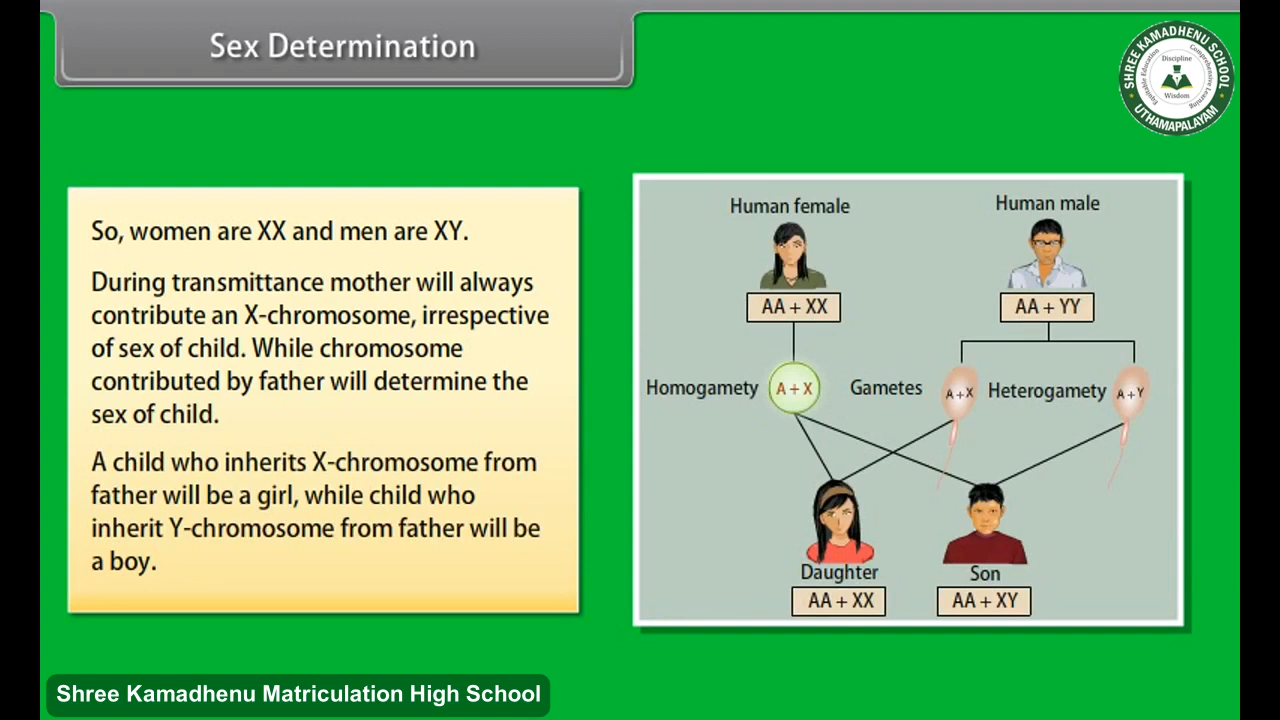 Sex Determination
SHREE KAMADHENU SCHOOL
Equitable Education
Discipline
Comprehensive Learning
Wisdom
UTHAMAPALAYAM
So, women are XX and men are XY.
During transmittance mother will always
contribute an X-chromosome, irrespective
of sex of child. While chromosome
contributed by father will determine the
sex of child.
A child who inherits X-chromosome from
father will be a girl, while child who
inherit Y-chromosome from father will be
a boy.
Human female
Human male
AA + XX
AA + YY
Homogamety
A + X
Gametes
A + X
Heterogamety
A + Y
Daughter
Son
AA + XX
AA + XY
Shree Kamadhenu Matriculation High School